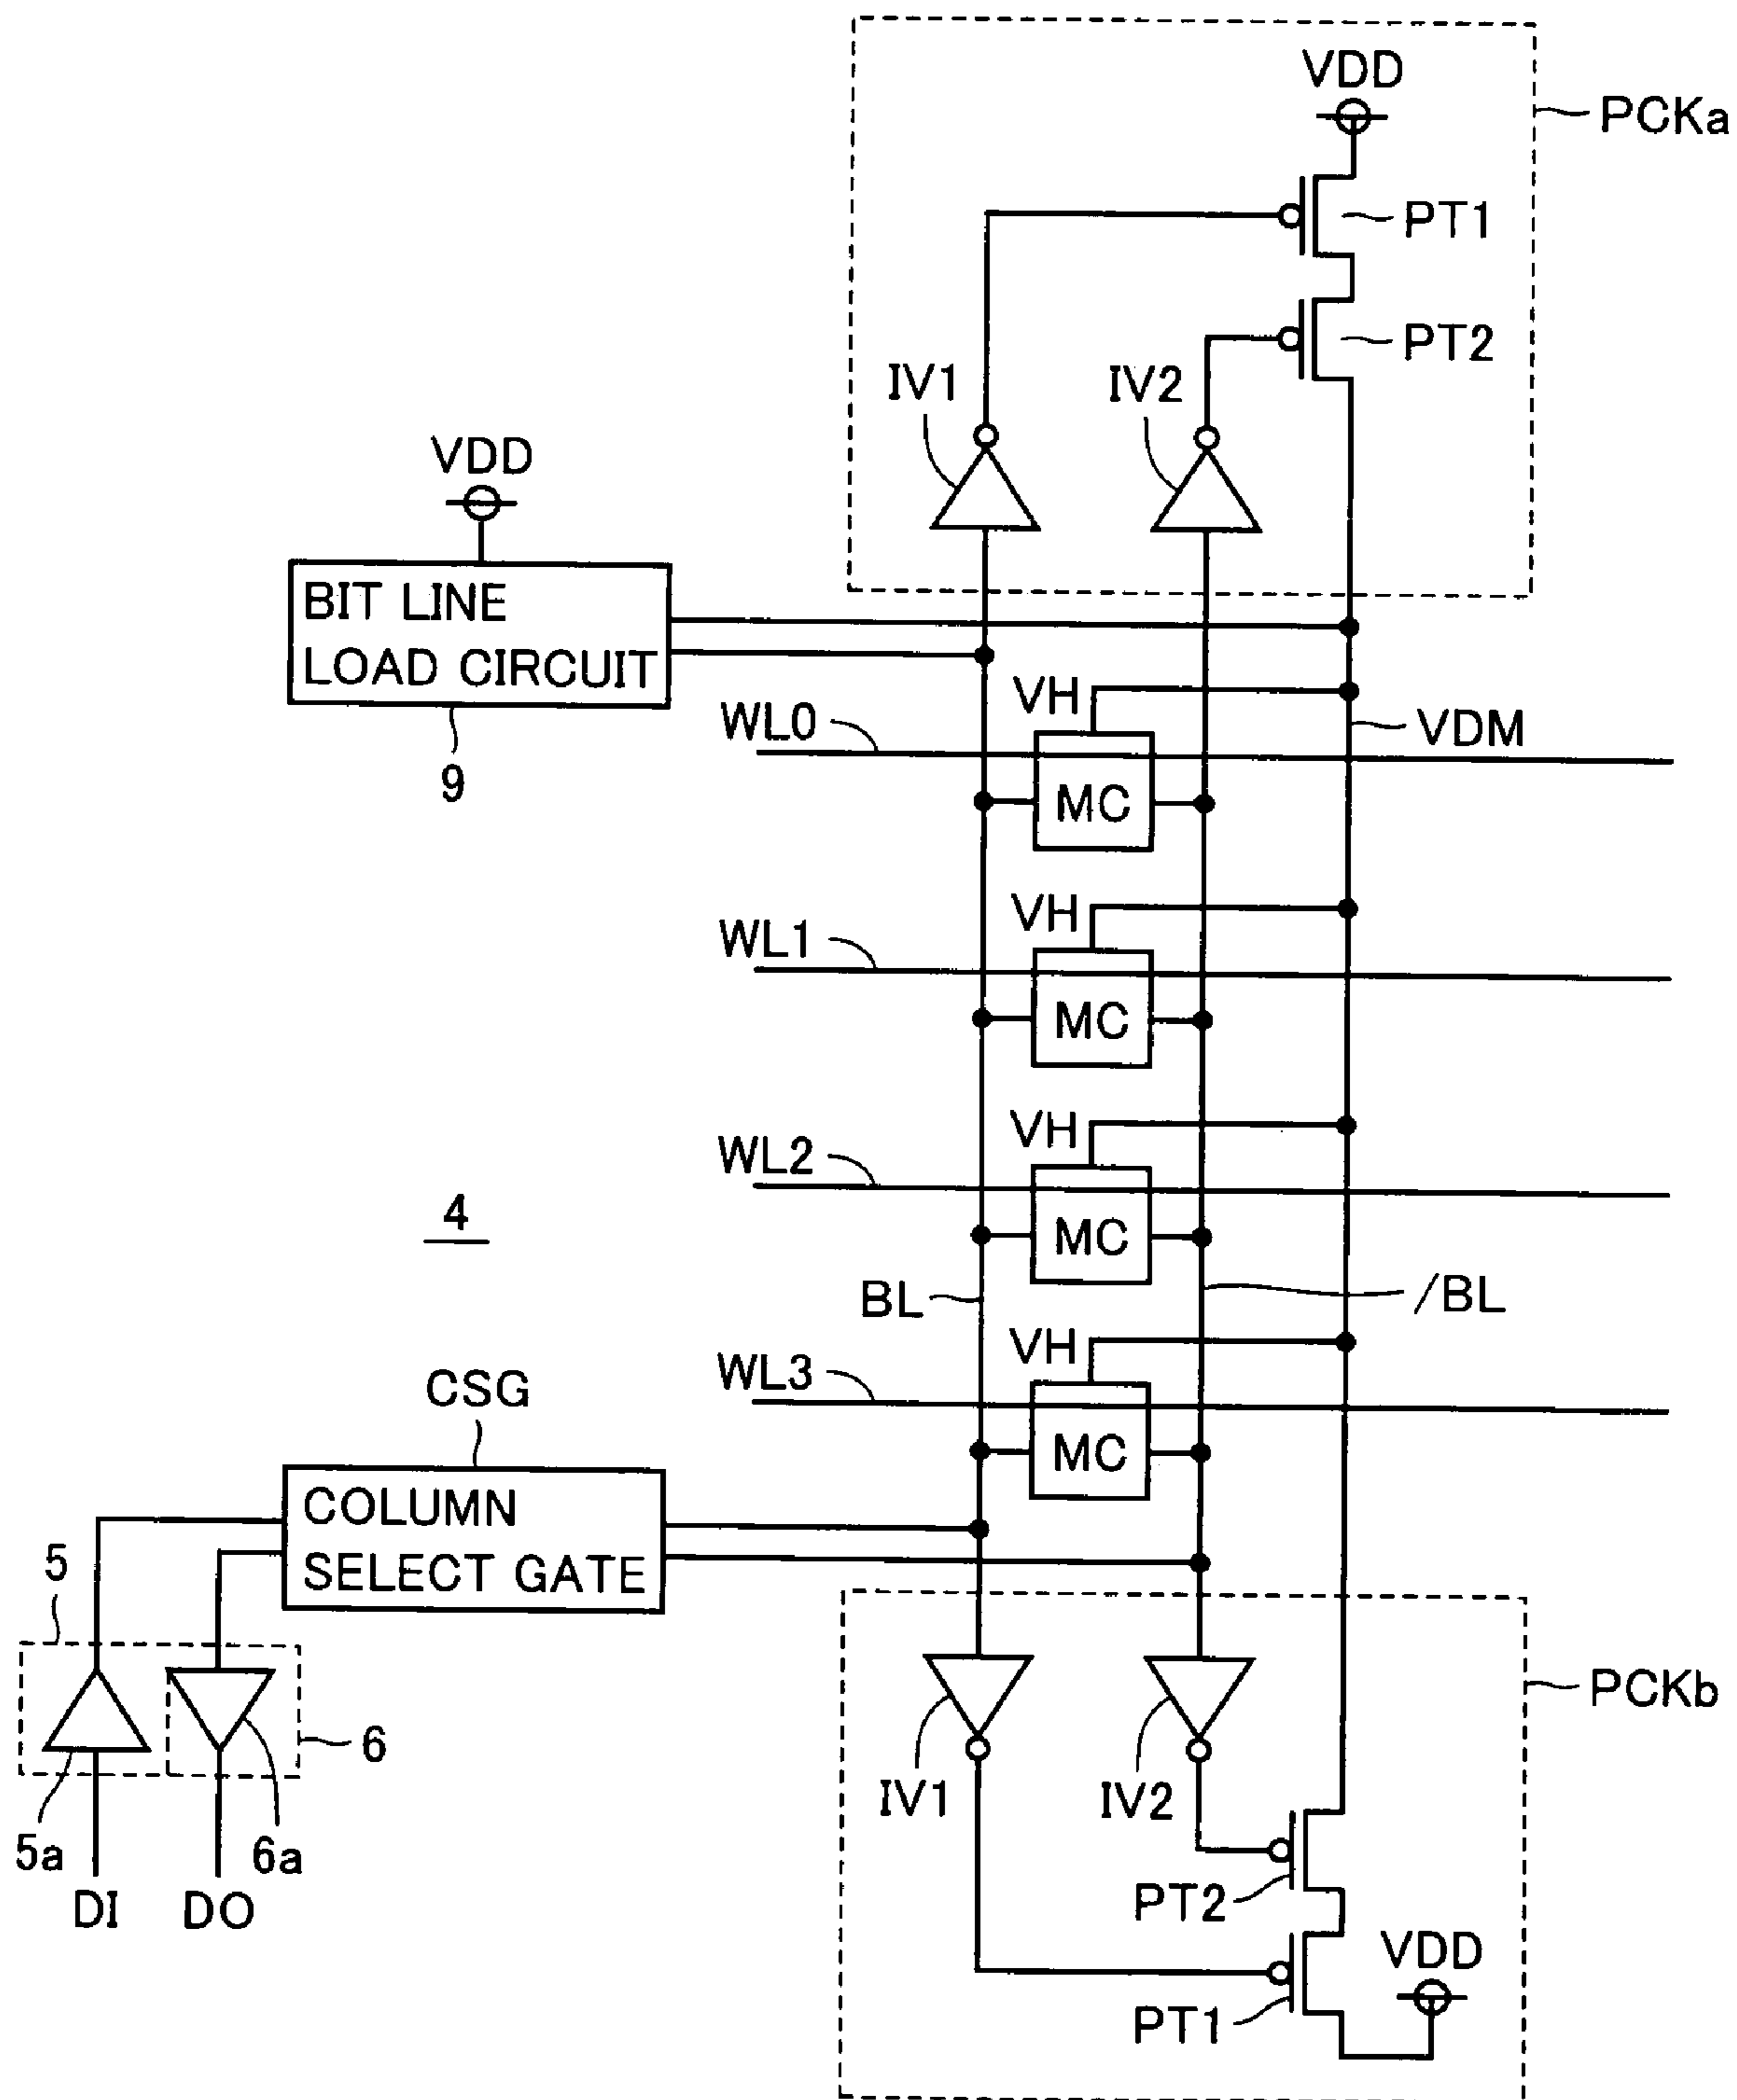 VDD
PCKa
PT1
PT2
IV1
IV2
VDD
BIT LINE
LOAD CIRCUIT
9
VH
VDM
WL0
MC
VH
WL1
MC
VH
WL2
MC
4
BL
/BL
VH
WL3
MC
CSG
COLUMN
SELECT GATE
5
6
PCKb
IV1
IV2
5a
6a
DI
DO
PT2
VDD
PT1